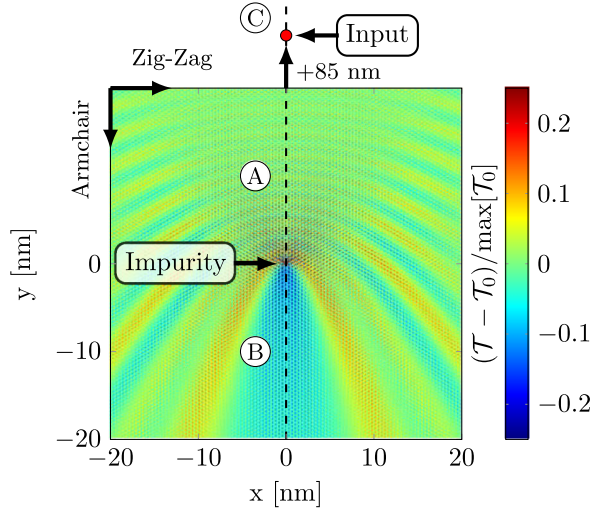 C
Input
Zig-Zag
+85 nm
Armchair
A
Impurity
B
y [nm]
0
−10
−20
−20
−10
0
10
20
x [nm]
0.2
0.1
0
−0.1
−0.2
(𝒯 − 𝒯₀)/max[𝒯₀]